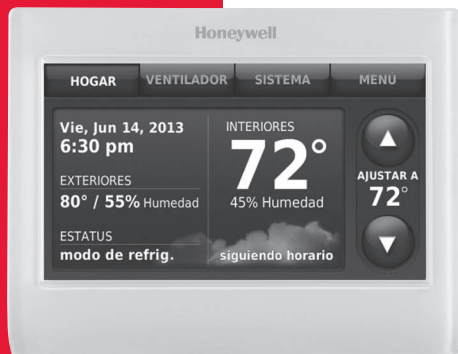 Honeywell
HOGAR
VENTILADOR
SISTEMA
MENÚ
Vie, Jun 14, 2013
6:30 pm
EXTERIORES
80° / 55% Humedad
ESTATUS
modo de refrig.
INTERIORES
72°
45% Humedad
siguiendo horario
AJUSTAR A
72°